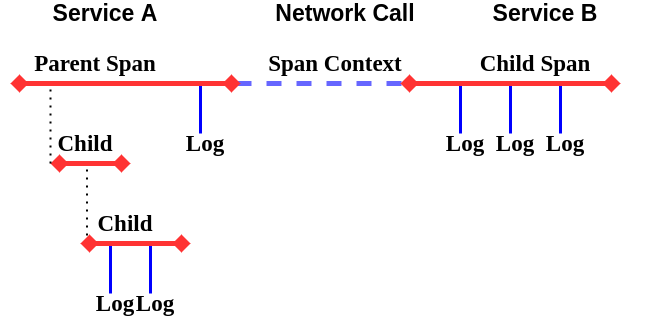 Service A Network Call Service B
Parent Span Span Context Child Span
Child Log Log Log Log
Child
Log Log